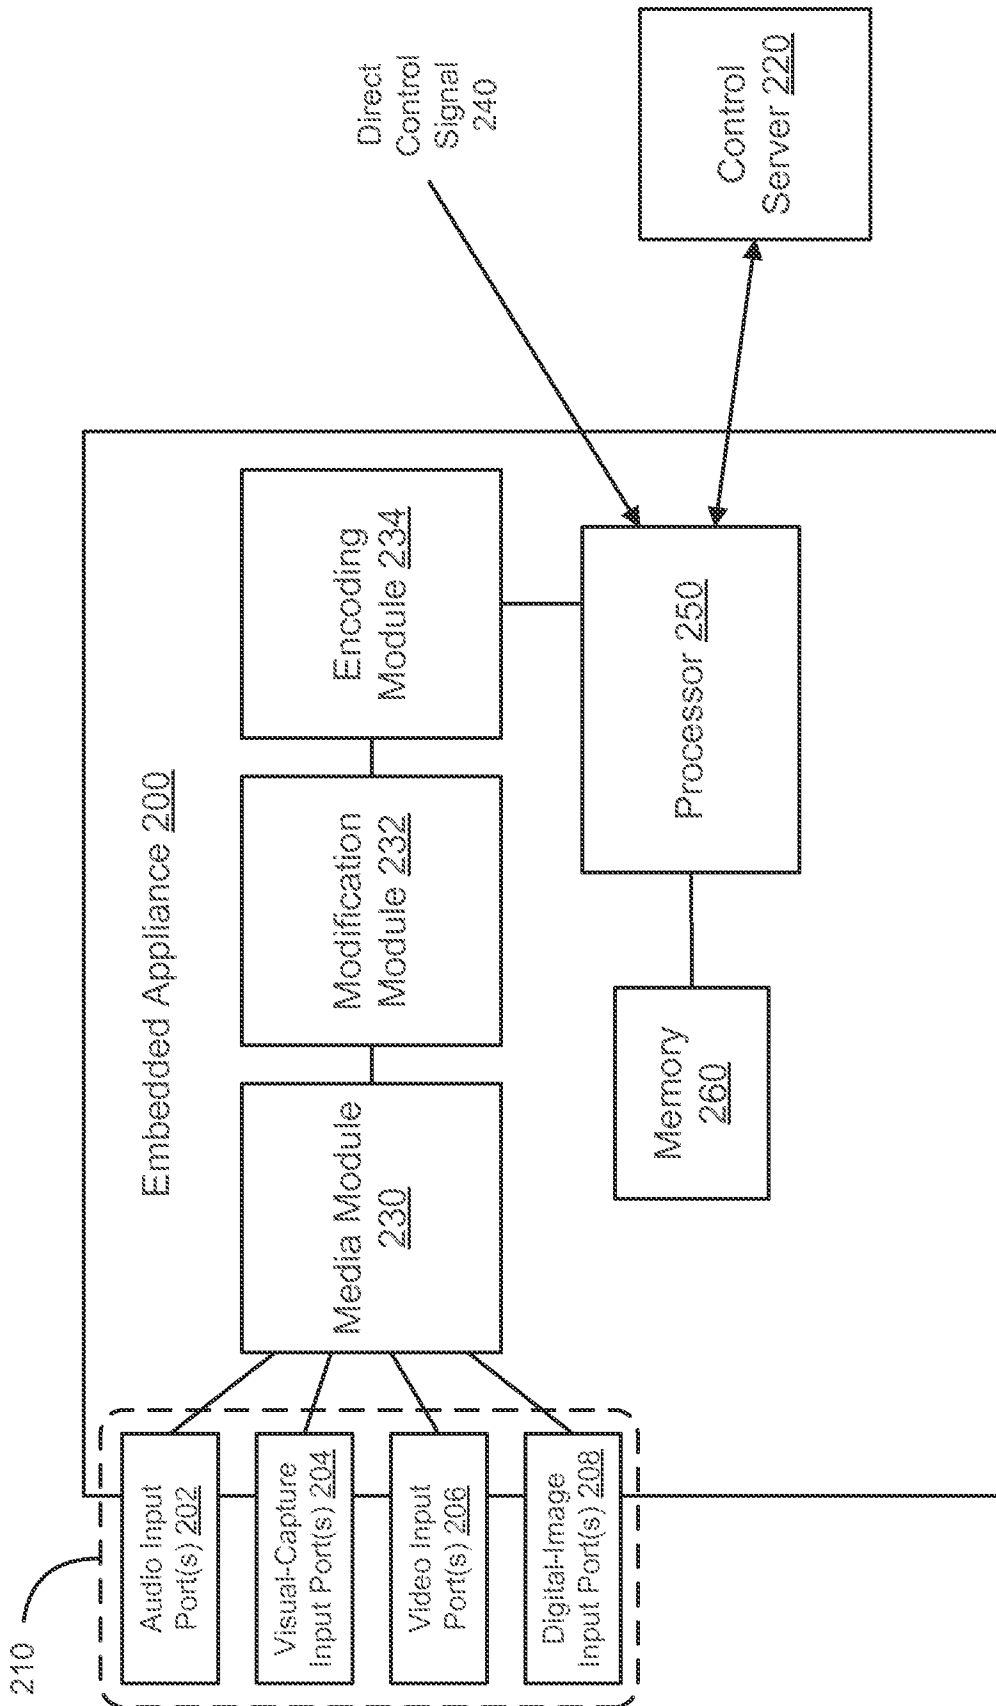 210
Audio Input
Port(s) 202
Visual-Capture
Input Port(s) 204
Video Input
Port(s) 206
Digital-Image
Input Port(s) 208
Embedded Appliance 200
Media Module
230
Modification
Module 232
Encoding
Module 234
Memory
260
Processor 250
Direct
Control
Signal
240
Control
Server 220